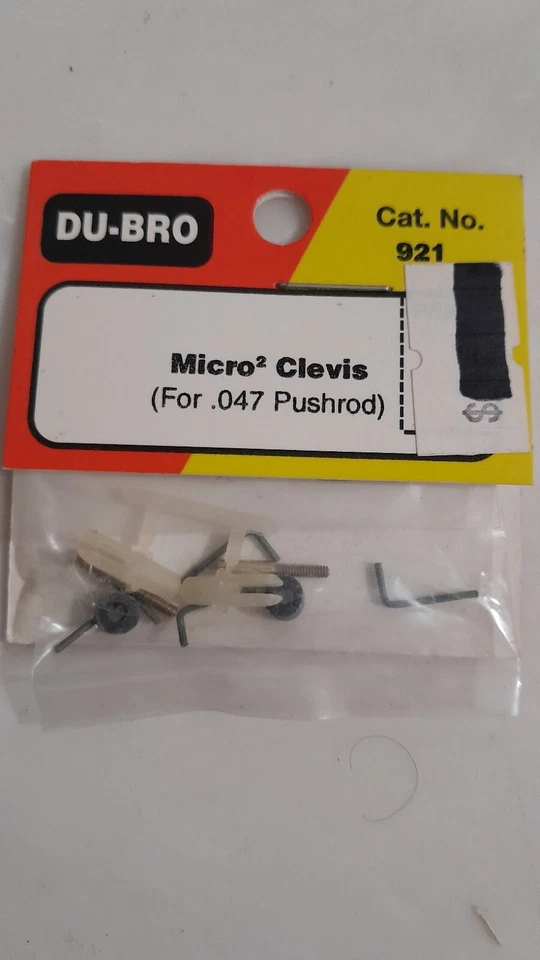 DU-BRO
Cat. No.
921
Micro² Clevis
(For .047 Pushrod)
$